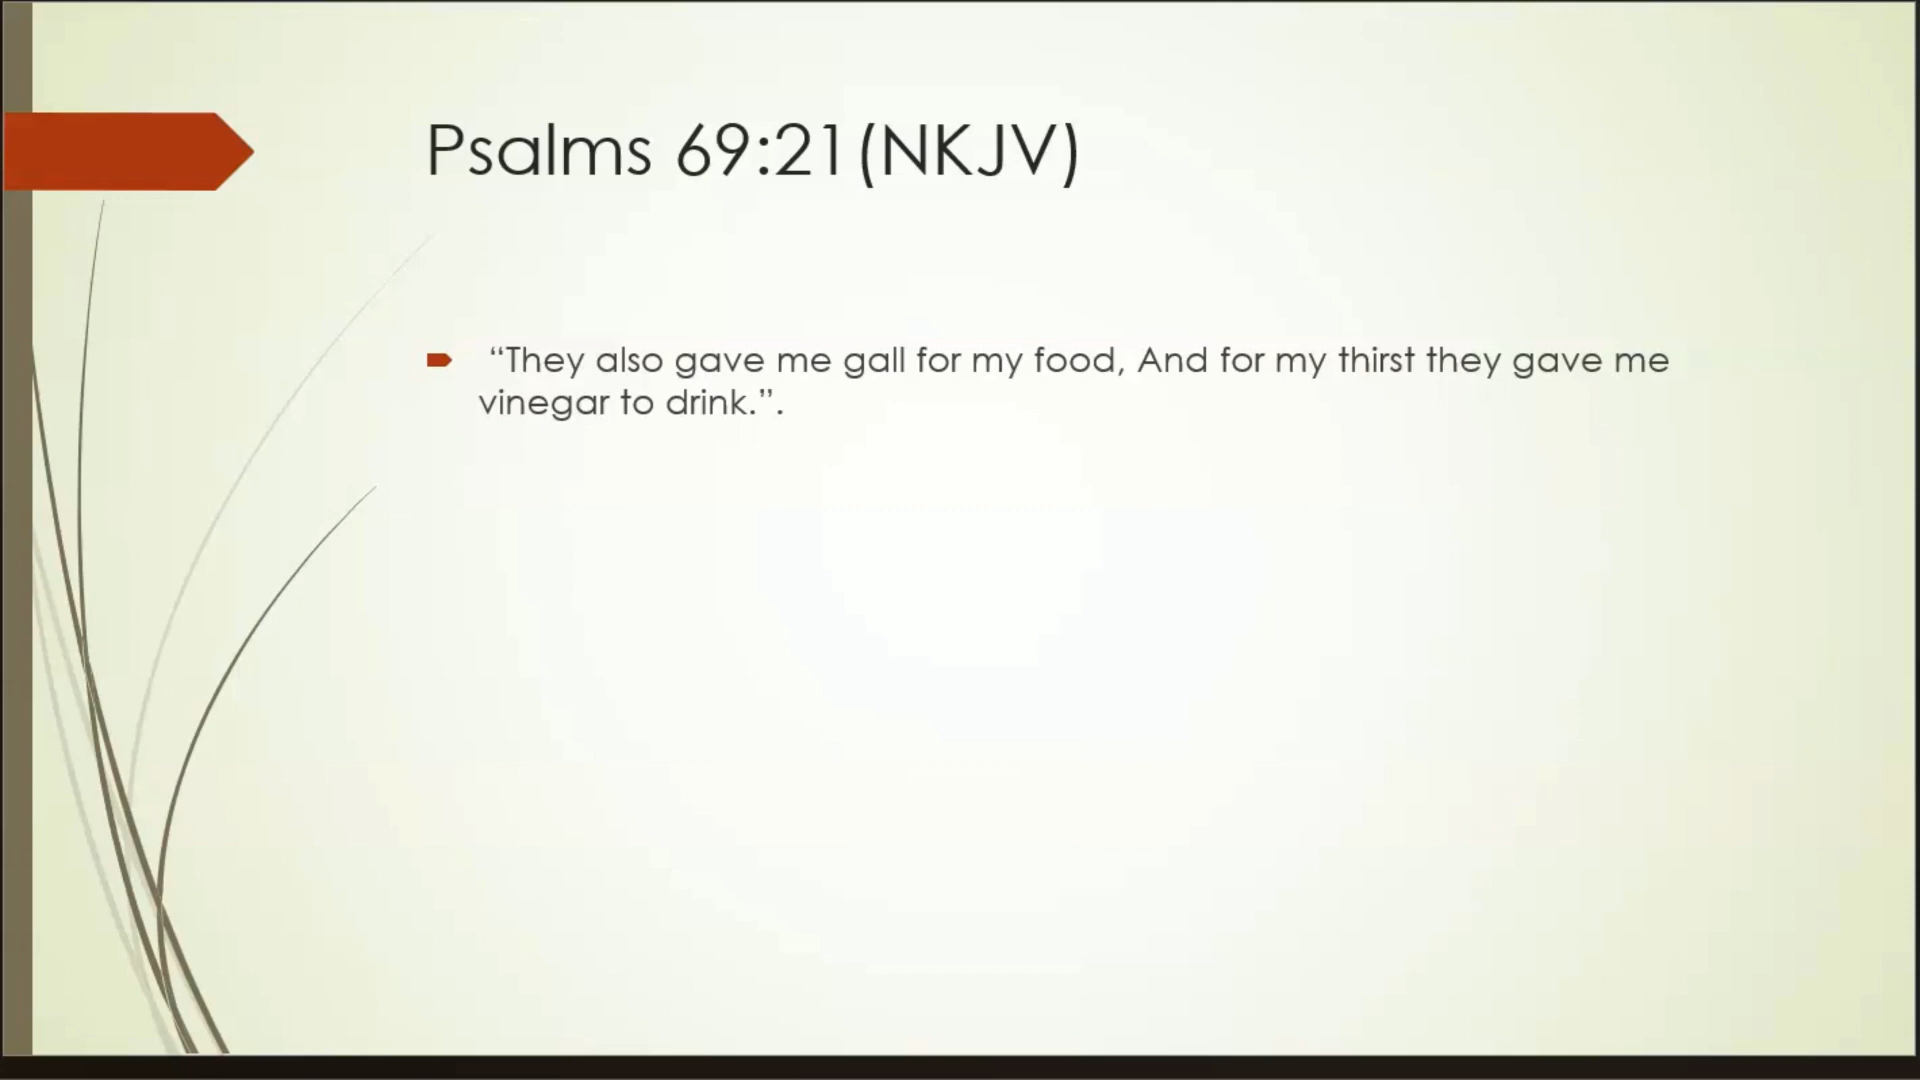 Psalms 69:21(NKJV)
“They also gave me gall for my food, And for my thirst they gave me
vinegar to drink.”.